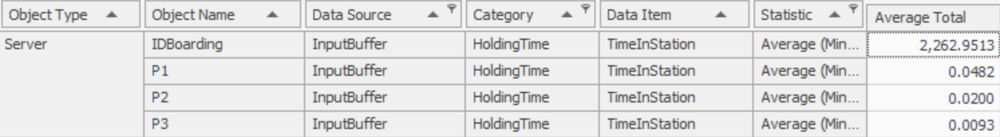 Object Type Object Name Data Source Category Data Item Statistic Average Total
Server IDBoarding InputBuffer HoldingTime TimeInStation Average (Min... 2,262.9513
P1 InputBuffer HoldingTime TimeInStation Average (Min... 0.0482
P2 InputBuffer HoldingTime TimeInStation Average (Min... 0.0200
P3 InputBuffer HoldingTime TimeInStation Average (Min... 0.0093